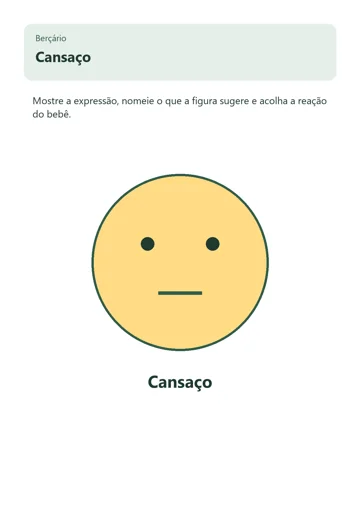 Berçário
Cansaço
Mostre a expressão, nomeie o que a figura sugere e acolha a reação
do bebê.
Cansaço